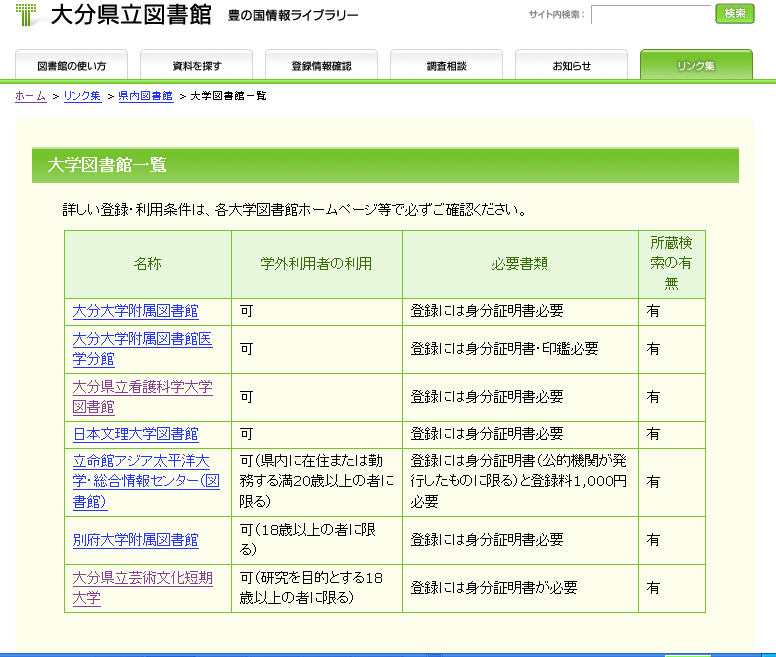 大分県立図書館 豊の国情報ライブラリー サイト内検索： 検索
図書館の使い方 資料を探す 登録情報確認 調査相談 お知らせ リンク集
ホーム > リンク集 > 県内図書館 > 大学図書館一覧
大学図書館一覧
詳しい登録・利用条件は、各大学図書館ホームページ等で必ずご確認ください。
名称 学外利用者の利用 必要書類 所蔵検
索の有
無
大分大学附属図書館 可 登録には身分証明書必要 有
大分大学附属図書館医
学分館
可 登録には身分証明書・印鑑必要 有
大分県立看護科学大学
図書館
可 登録には身分証明書必要 有
日本文理大学図書館 可 登録には身分証明書必要 有
立命館アジア太平洋大
学・総合情報センター（図
書館）
可（県内に在住または勤
務する満20歳以上の者に
限る）
登録には身分証明書（公的機関が発
行したものに限る）と登録料1,000円
必要
有
別府大学附属図書館
可（18歳以上の者に限
る）
登録には身分証明書必要 有
大分県立芸術文化短期
大学
可（研究を目的とする18
歳以上の者に限る）
登録には身分証明書が必要 有